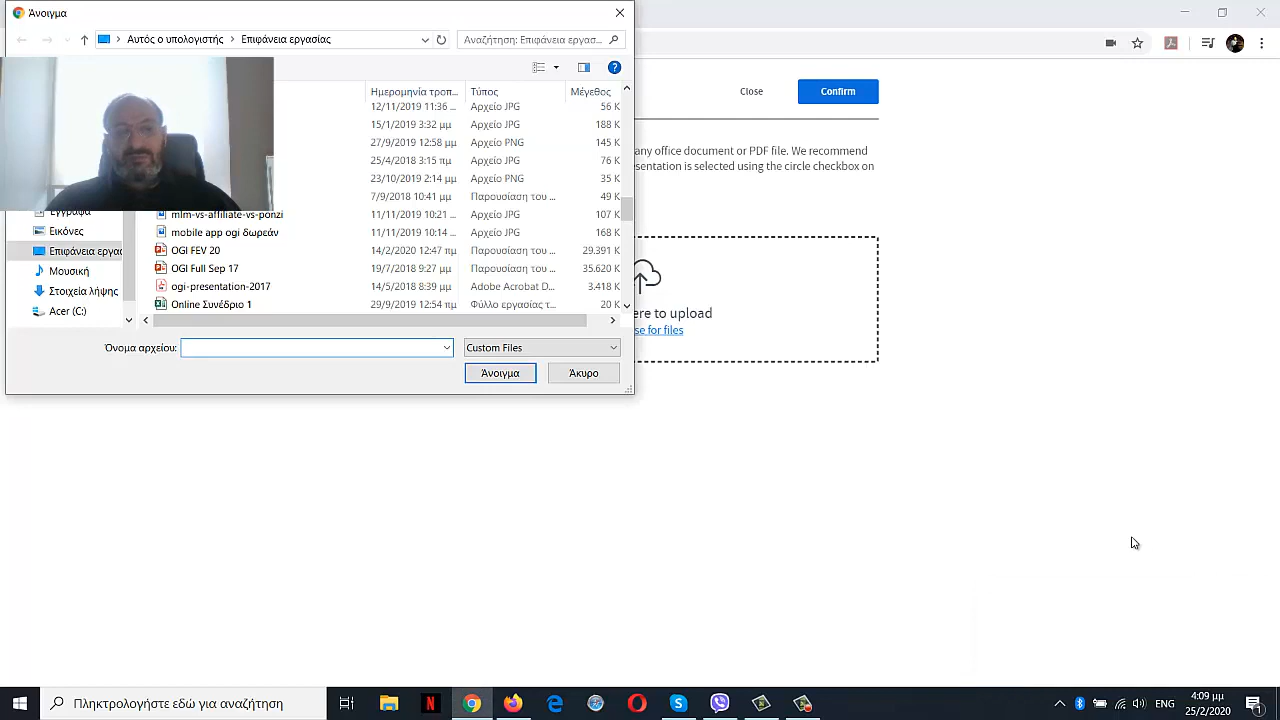 Άνοιγμα
Αυτός ο υπολογιστής > Επιφάνεια εργασίας
Αναζήτηση: Επιφάνεια εργασ...
Close
Confirm
Ημερομηνία τροπ... Τύπος Μέγεθος
12/11/2019 11:36 ... Αρχείο JPG 56 K
15/1/2019 3:32 μμ Αρχείο JPG 188 K
27/9/2019 12:58 μμ Αρχείο PNG 145 K
25/4/2018 3:15 πμ Αρχείο JPG 76 K
23/10/2019 2:14 μμ Αρχείο PNG 35 K
7/9/2018 10:41 μμ Παρουσίαση του ... 49 K
mlm-vs-affiliate-vs-ponzi 11/11/2019 10:21 ... Αρχείο JPG 107 K
mobile app ogi δωρεάν 11/11/2019 10:14 ... Αρχείο JPG 168 K
OGI FEV 20 14/2/2020 12:47 πμ Παρουσίαση του ... 29.391 K
OGI Full Sep 17 19/7/2018 9:27 μμ Παρουσίαση του ... 35.620 K
ogi-presentation-2017 14/5/2018 8:39 μμ Adobe Acrobat D... 3.418 K
Online Συνέδριο 1 29/9/2019 12:54 πμ Φύλλο εργασίας τ... 20 K
Έγγραφα
Εικόνες
Επιφάνεια εργασ
Μουσική
Στοιχεία λήψης
Acer (C:)
Όνομα αρχείου:
Custom Files
Άνοιγμα
Άκυρο
any office document or PDF file. We recommend
sentation is selected using the circle checkbox on
ere to upload
se for files
Πληκτρολογήστε εδώ για αναζήτηση
ENG
4:09 μμ
25/2/2020